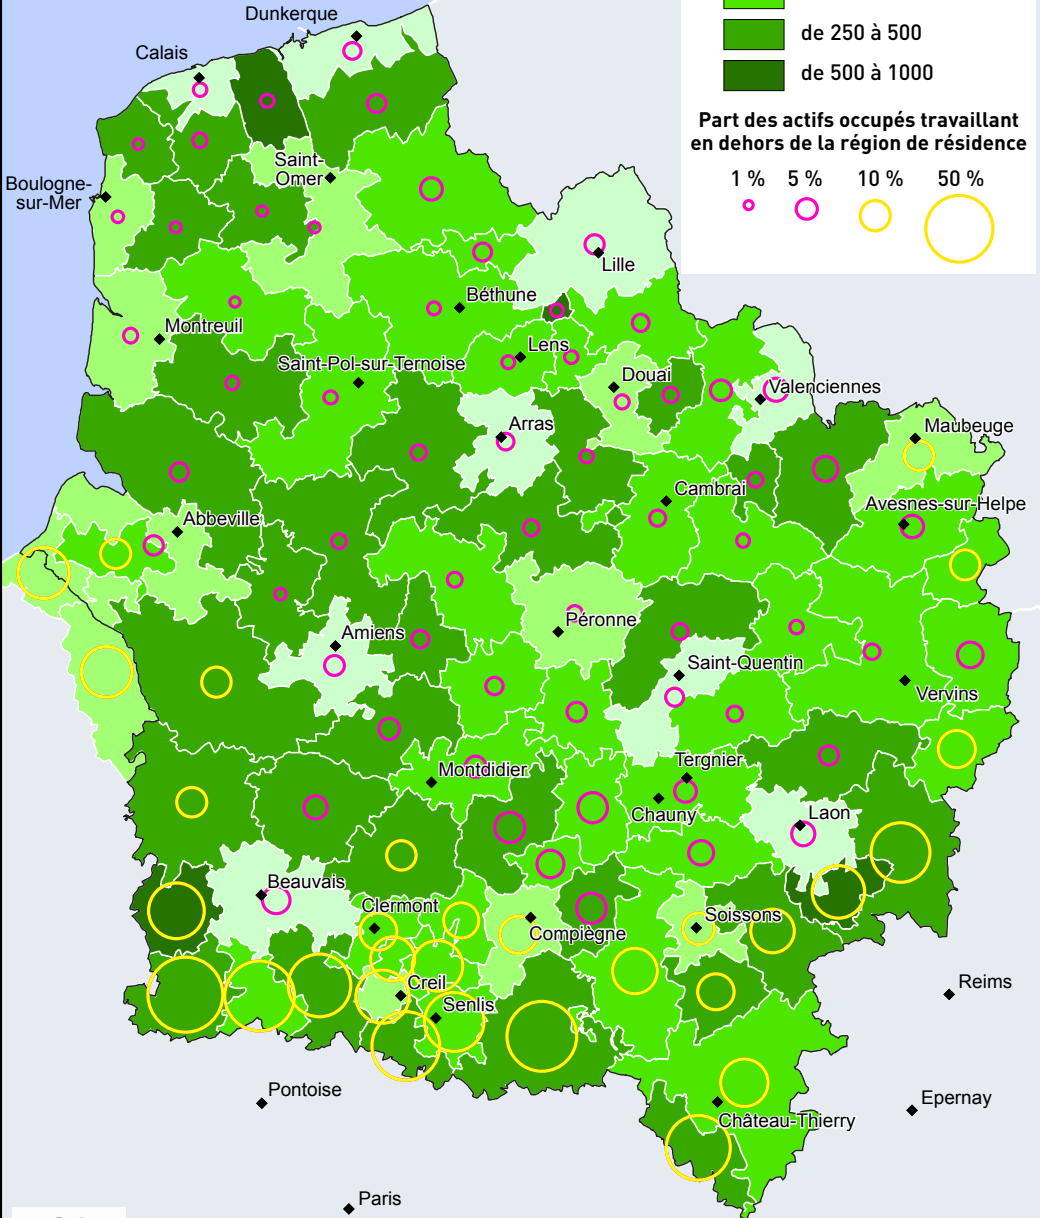 de 250 à 500
de 500 à 1000
Part des actifs occupés travaillant
en dehors de la région de résidence
1 %
5 %
10 %
50 %
Dunkerque
Calais
Saint-
Omer
Boulogne-
sur-Mer
Lille
Béthune
Montreuil
Lens
Saint-Pol-sur-Ternoise
Douai
Valenciennes
Arras
Maubeuge
Cambrai
Avesnes-sur-Helpe
Abbeville
Péronne
Amiens
Saint-Quentin
Vervins
Montdidier
Tergnier
Chauny
Laon
Beauvais
Clermont
Compiègne
Soissons
Creil
Senlis
Reims
Pontoise
Epernay
Château-Thierry
Paris